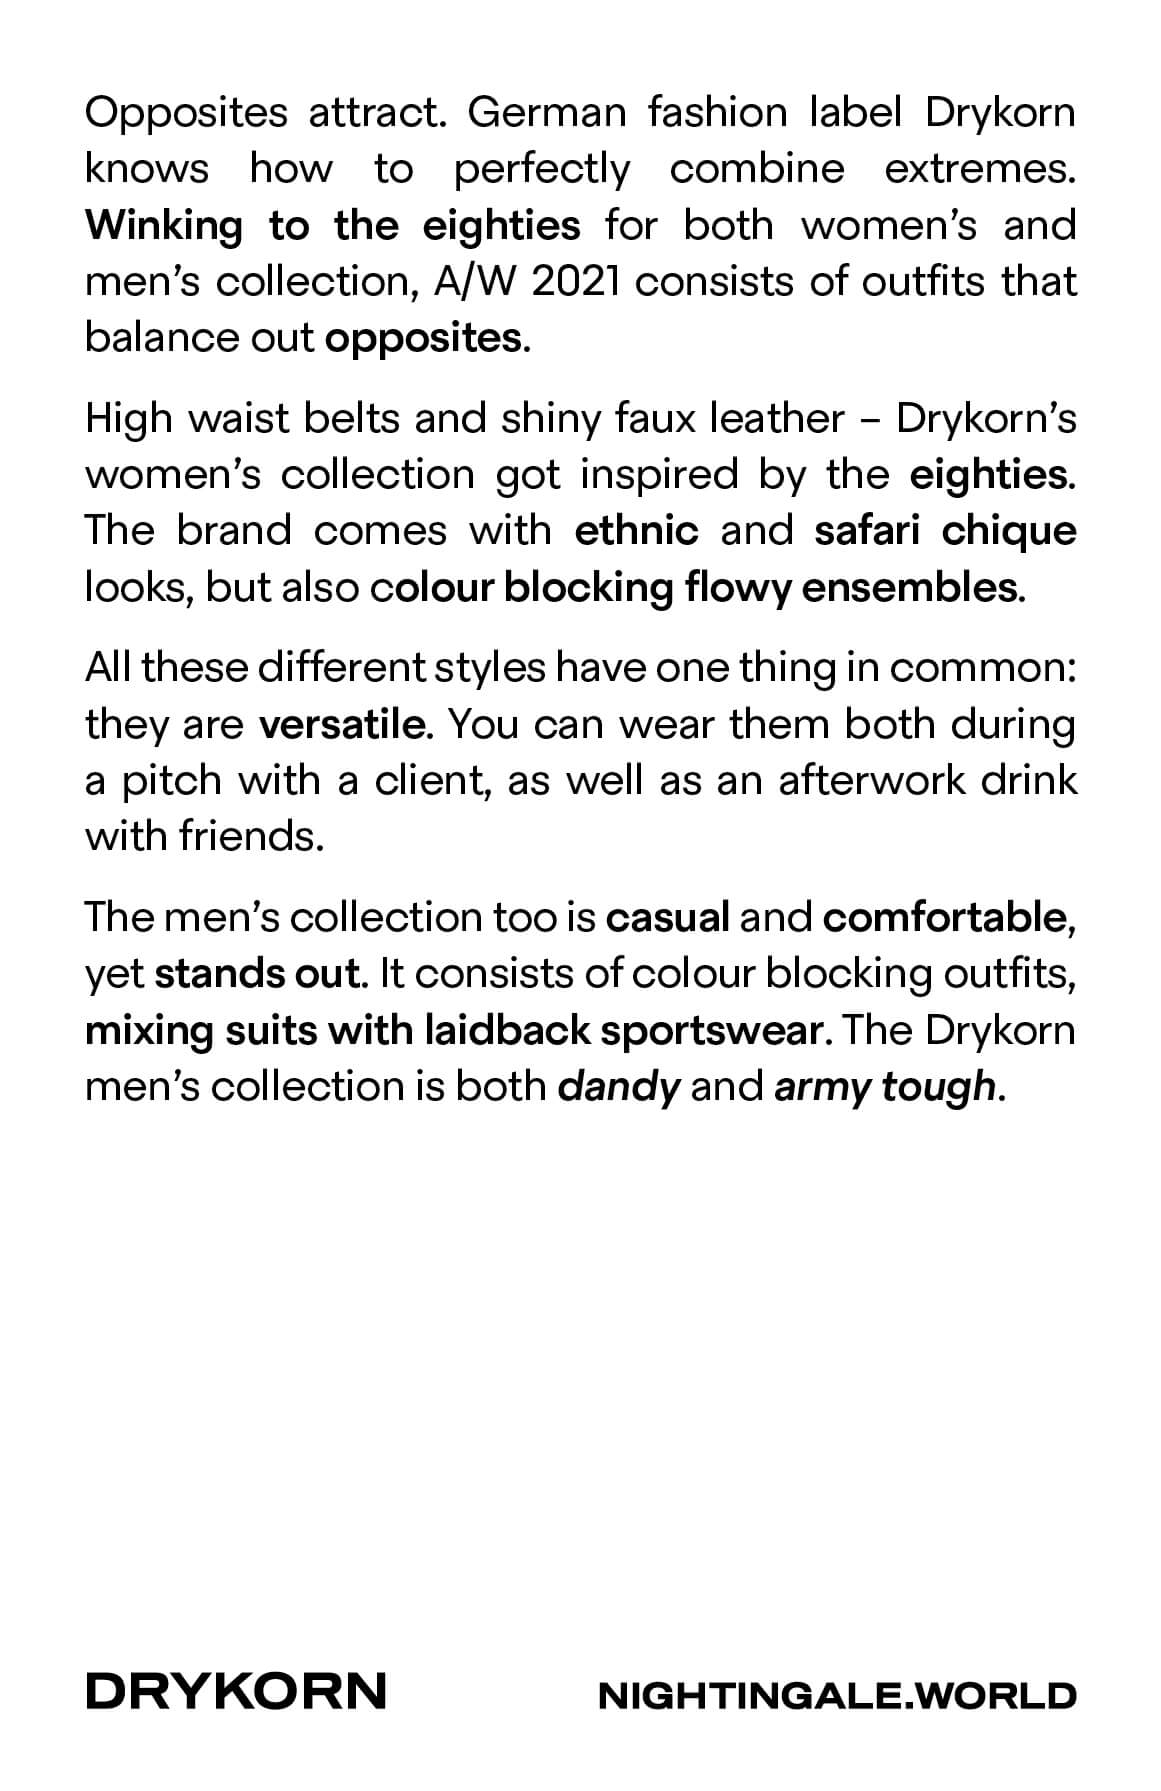 Opposites attract. German fashion label Drykorn
knows how to perfectly combine extremes.
Winking to the eighties for both women’s and
men’s collection, A/W 2021 consists of outfits that
balance out opposites.
High waist belts and shiny faux leather – Drykorn’s
women’s collection got inspired by the eighties.
The brand comes with ethnic and safari chique
looks, but also colour blocking flowy ensembles.
All these different styles have one thing in common:
they are versatile. You can wear them both during
a pitch with a client, as well as an afterwork drink
with friends.
The men’s collection too is casual and comfortable,
yet stands out. It consists of colour blocking outfits,
mixing suits with laidback sportswear. The Drykorn
men’s collection is both dandy and army tough.
DRYKORN
NIGHTINGALE.WORLD